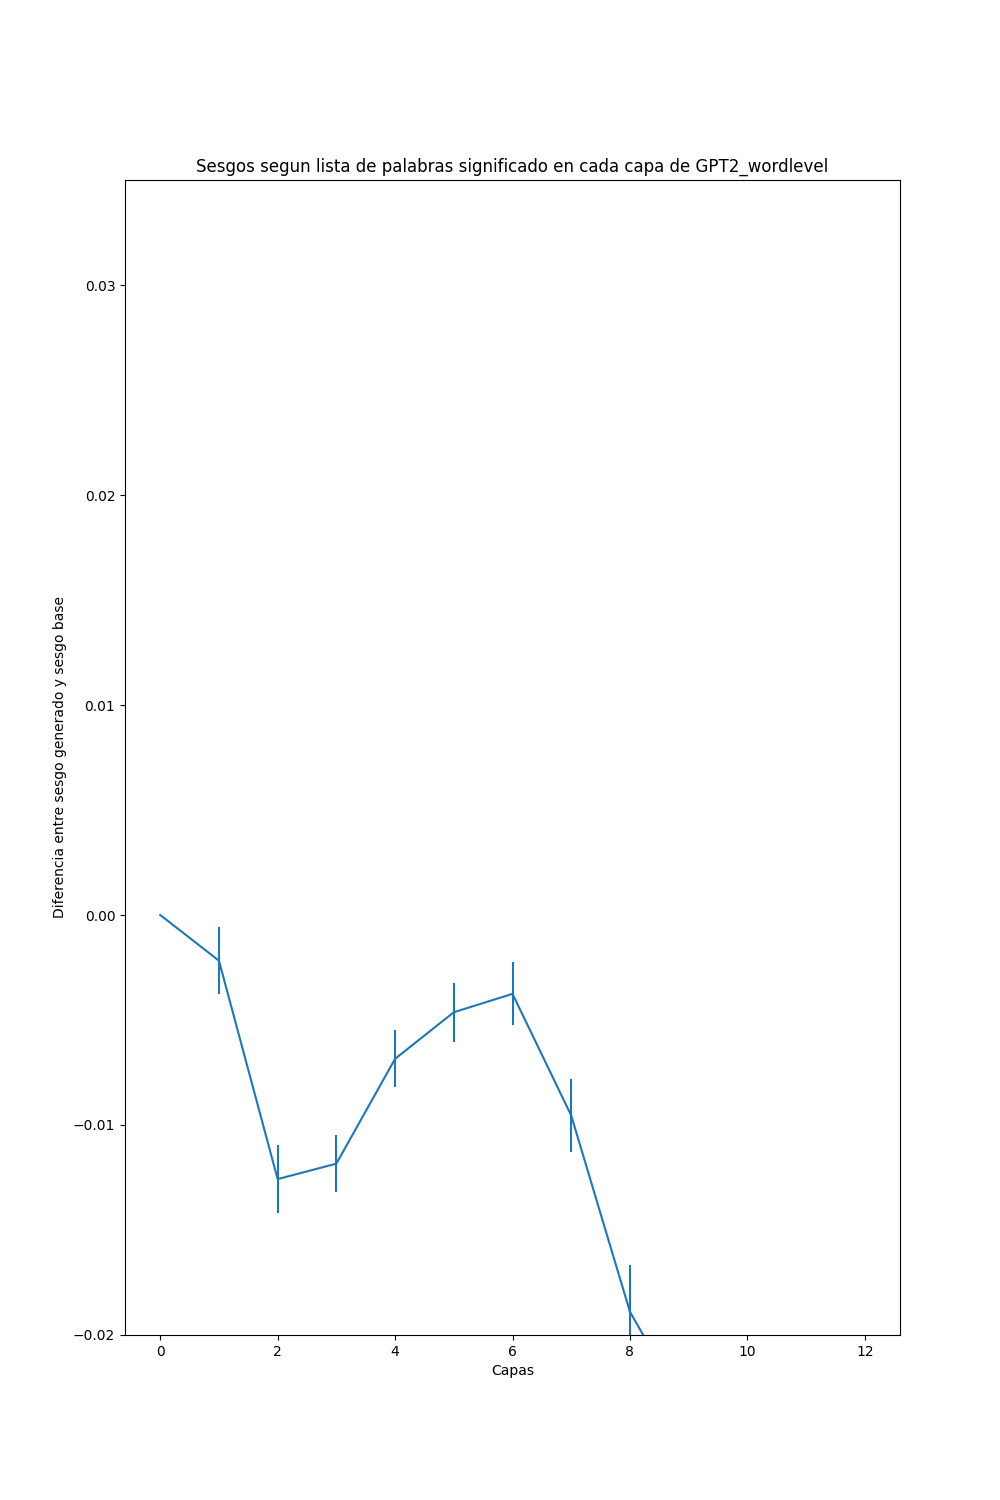 Sesgos segun lista de palabras significado en cada capa de GPT2_wordlevel
Diferencia entre sesgo generado y sesgo base
0.03
0.02
0.01
0.00
−0.01
−0.02
0 2 4 6 8 10 12
Capas